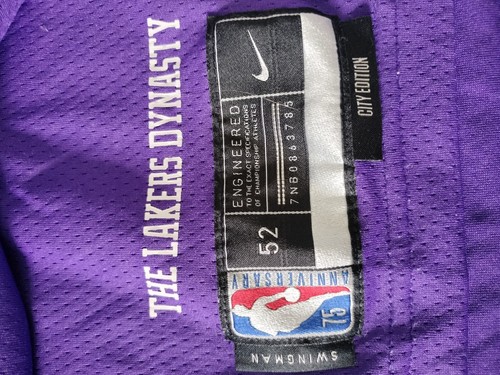 THE LAKERS DYNASTY
CITY EDITION
ENGINEERED
TO THE EXACT SPECIFICATIONS
OF CHAMPIONSHIP ATHLETES
7NB0863785
52
75
ANNIVERSARY
SWINGMAN